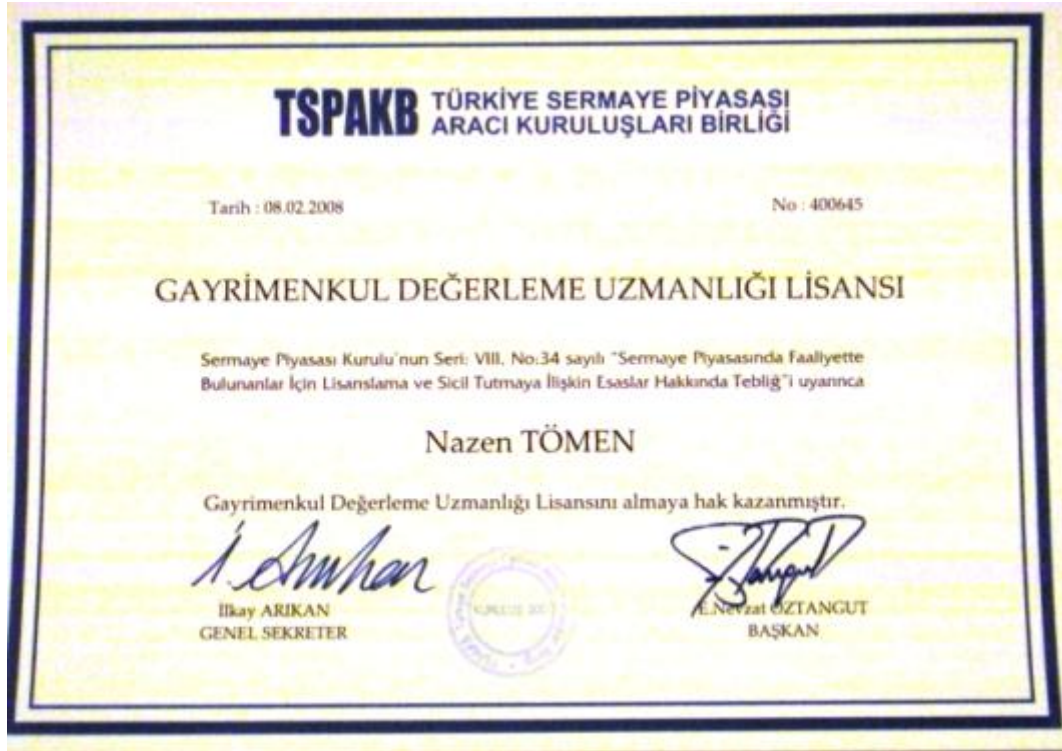 TSPAKB TÜRKİYE SERMAYE PİYASASI
ARACI KURULUŞLARI BİRLİĞİ
Tarih : 08.02.2008 No : 400645
GAYRİMENKUL DEĞERLEME UZMANLIĞI LİSANSI
Sermaye Piyasası Kurulu'nun Seri: VIII, No:34 sayılı "Sermaye Piyasasında Faaliyette
Bulunanlar İçin Lisanslama ve Sicil Tutmaya İlişkin Esaslar Hakkında Tebliğ"i uyarınca
Nazen TÖMEN
Gayrimenkul Değerleme Uzmanlığı Lisansını almaya hak kazanmıştır.
İlkay ARIKAN
GENEL SEKRETER
E.Nevzat ÖZTANGUT
BAŞKAN